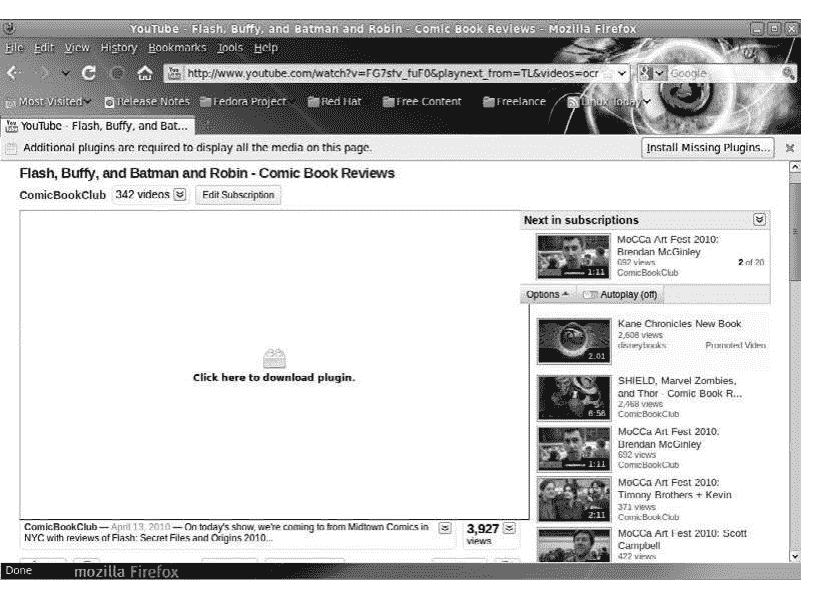 YouTube - Flash, Buffy, and Batman and Robin - Comic Book Reviews - Mozilla Firefox
File Edit View History Bookmarks Tools Help
http://www.youtube.com/watch?v=FG7sfv_fuF0&playnext_from=TL&videos=ocr
Google
Most Visited Release Notes Fedora Project Red Hat Free Content Freelance Linux Today
YouTube - Flash, Buffy, and Bat...
Additional plugins are required to display all the media on this page.
Install Missing Plugins...
Flash, Buffy, and Batman and Robin - Comic Book Reviews
ComicBookClub 342 videos Edit Subscription
Click here to download plugin.
ComicBookClub — April 13, 2010 — On today's show, we're coming to from Midtown Comics in
NYC with reviews of Flash: Secret Files and Origins 2010...
3,927
views
Next in subscriptions
MoCCa Art Fest 2010:
Brendan McGinley
692 views
2 of 20
ComicBookClub
1:11
Options Autoplay (off)
Kane Chronicles New Book
2,608 views
disneybooks Promoted Video
2:01
SHIELD, Marvel Zombies,
and Thor - Comic Book R...
2,468 views
ComicBookClub
6:56
MoCCa Art Fest 2010:
Brendan McGinley
692 views
ComicBookClub
1:11
MoCCa Art Fest 2010:
Timony Brothers + Kevin
371 views
ComicBookClub
2:11
MoCCa Art Fest 2010: Scott
Campbell
422 views
Done
mozilla Firefox